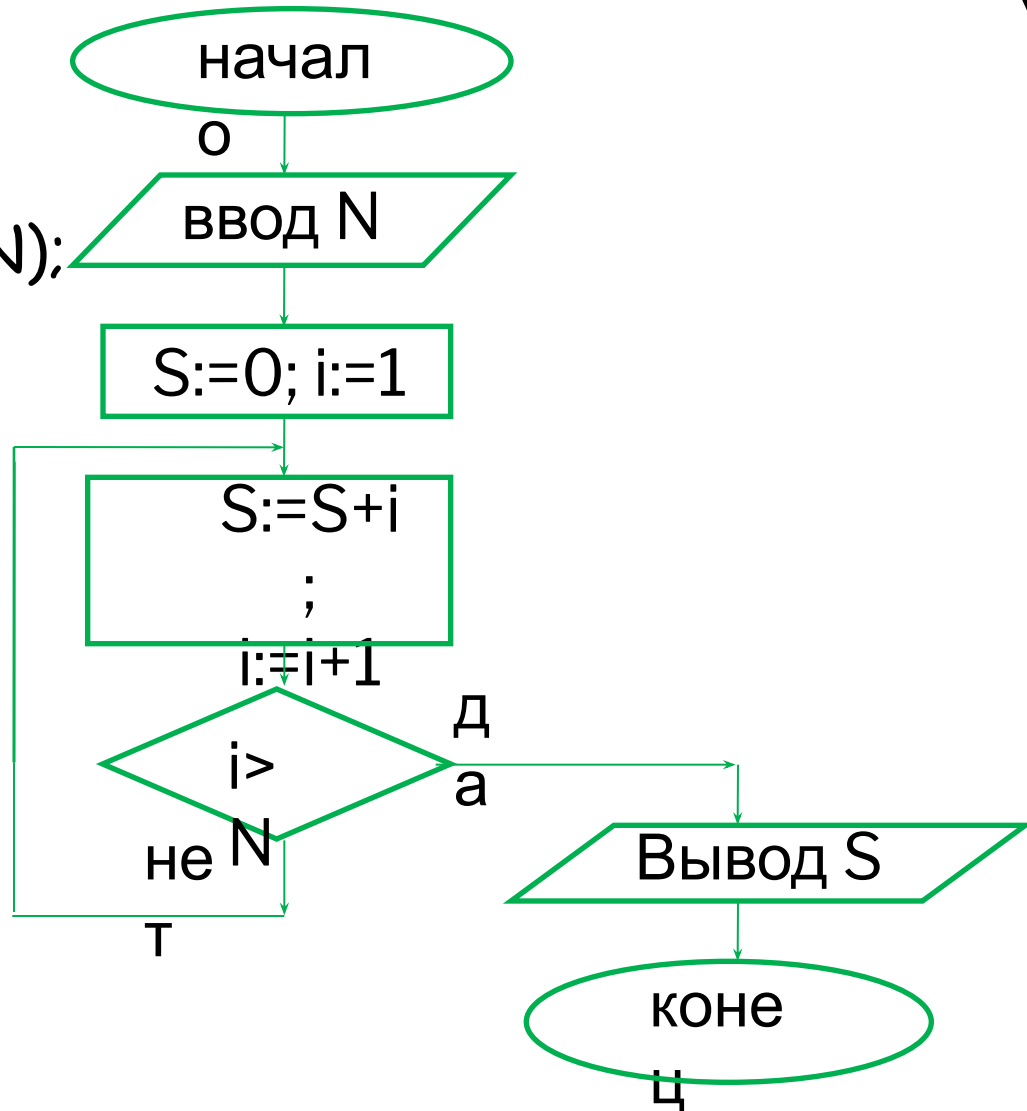 начал
о
ввод N
N);
S:=0; i:=1
S:=S+i
;
i:=i+1
д
а
i>
N
не
т
Вывод S
коне
ц